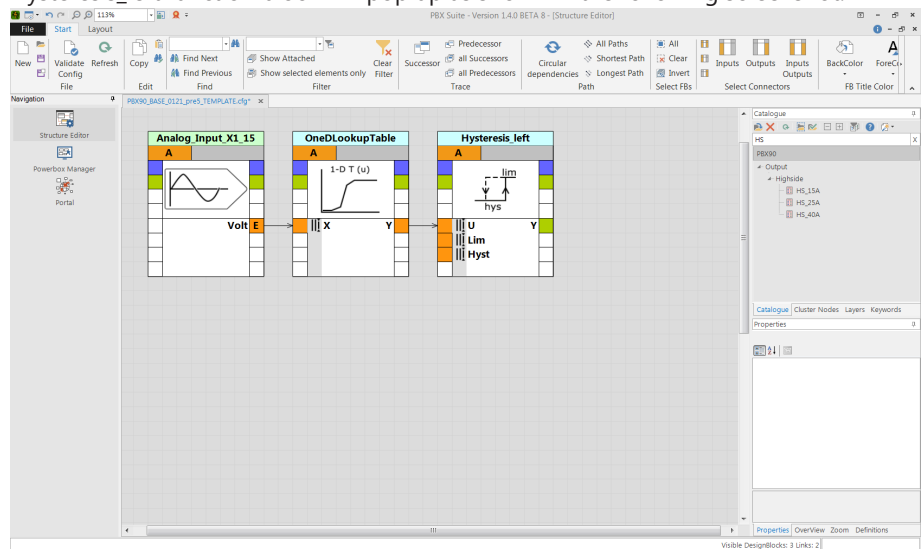 113%
PBX Suite - Version 1.4.0 BETA 8 - [Structure Editor]
File Start Layout
New
Validate Config
Refresh
File
Copy
Edit
Find Next
Find Previous
Find
Show Attached
Show selected elements only
Clear Filter
Filter
Successor
Predecessor
all Successors
all Predecessors
Trace
Circular dependencies
All Paths
Shortest Path
Longest Path
Path
All
Clear
Invert
Select FBs
Inputs
Outputs
Inputs Outputs
Select Connectors
BackColor
FB Title Color
Navigation
Structure Editor
Powerbox Manager
Portal
PBX90_BASE_0121_pre5_TEMPLATE.cfg*
Analog_Input_X1_15
A
Volt E
OneDLookupTable
A
1-D T (u)
X Y
Hysteresis_left
A
lim
hys
U Y
Lim
Hyst
Catalogue
HS X
PBX90
Output
Highside
HS_15A
HS_25A
HS_40A
Catalogue Cluster Nodes Layers Keywords
Properties
Properties OverView Zoom Definitions
Visible DesignBlocks: 3 Links: 2